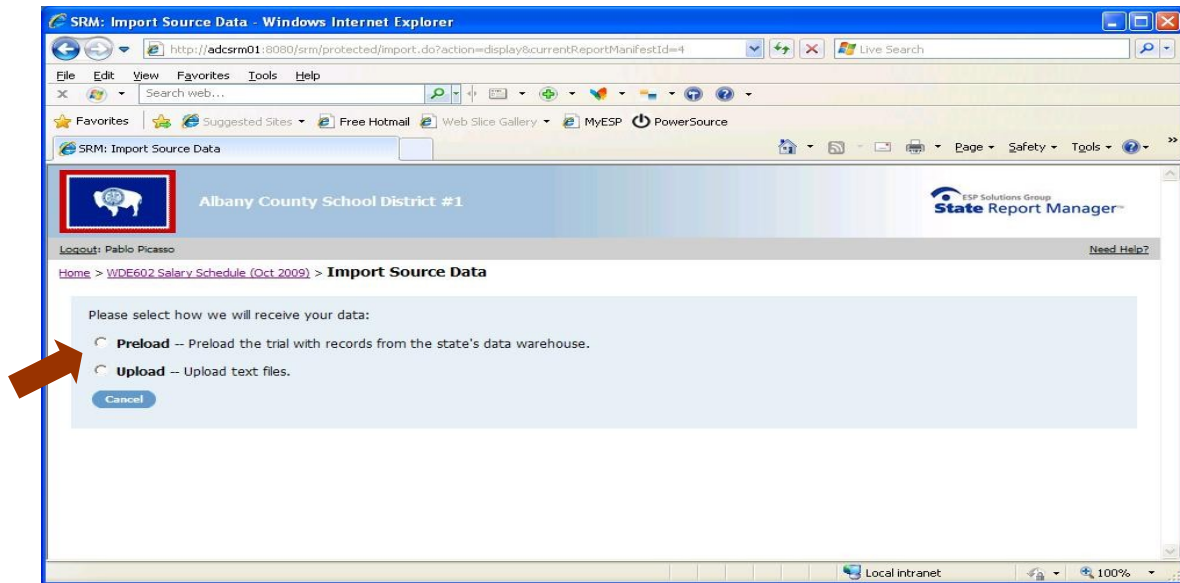 SRM: Import Source Data - Windows Internet Explorer
http://adcsrm01:8080/srm/protected/import.do?action=display&currentReportManifestId=4
Live Search
File Edit View Favorites Tools Help
Search web...
Favorites Suggested Sites Free Hotmail Web Slice Gallery MyESP PowerSource
SRM: Import Source Data
Page Safety Tools
Albany County School District #1
ESP Solutions Group
State Report Manager
Logout: Pablo Picasso
Need Help?
Home > WDE602 Salary Schedule (Oct 2009) > Import Source Data
Please select how we will receive your data:
Preload -- Preload the trial with records from the state's data warehouse.
Upload -- Upload text files.
Cancel
Local intranet
100%